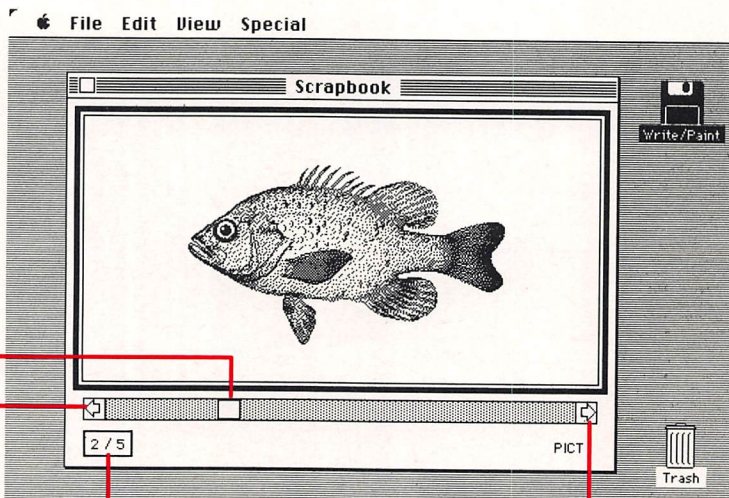 File Edit View Special
Scrapbook
Write/Paint
2 / 5
PICT
Trash